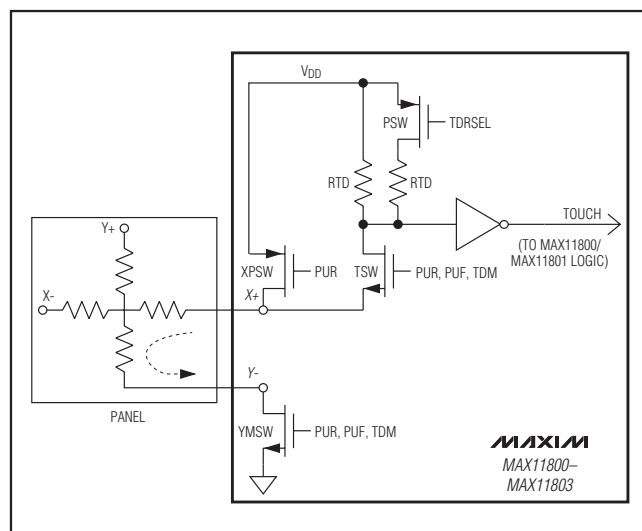 VDD
PSW
TDRSEL
RTD
RTD
TOUCH
(TO MAX11800/
MAX11801 LOGIC)
Y+
XPSW
PUR
TSW
PUR, PUF, TDM
X-
X+
Y-
PANEL
YMSW
PUR, PUF, TDM
MAXIM
MAX11800–
MAX11803